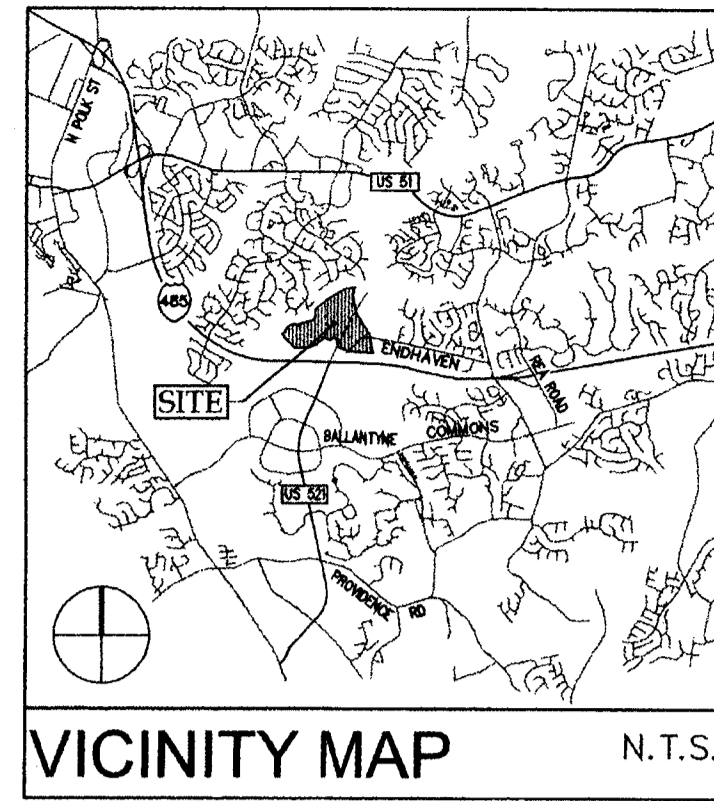 N POLK ST
US 51
485
ENDHAVEN
REA ROAD
SITE
BALLANTYNE COMMONS
US 521
PROVIDENCE RD
VICINITY MAP N.T.S.